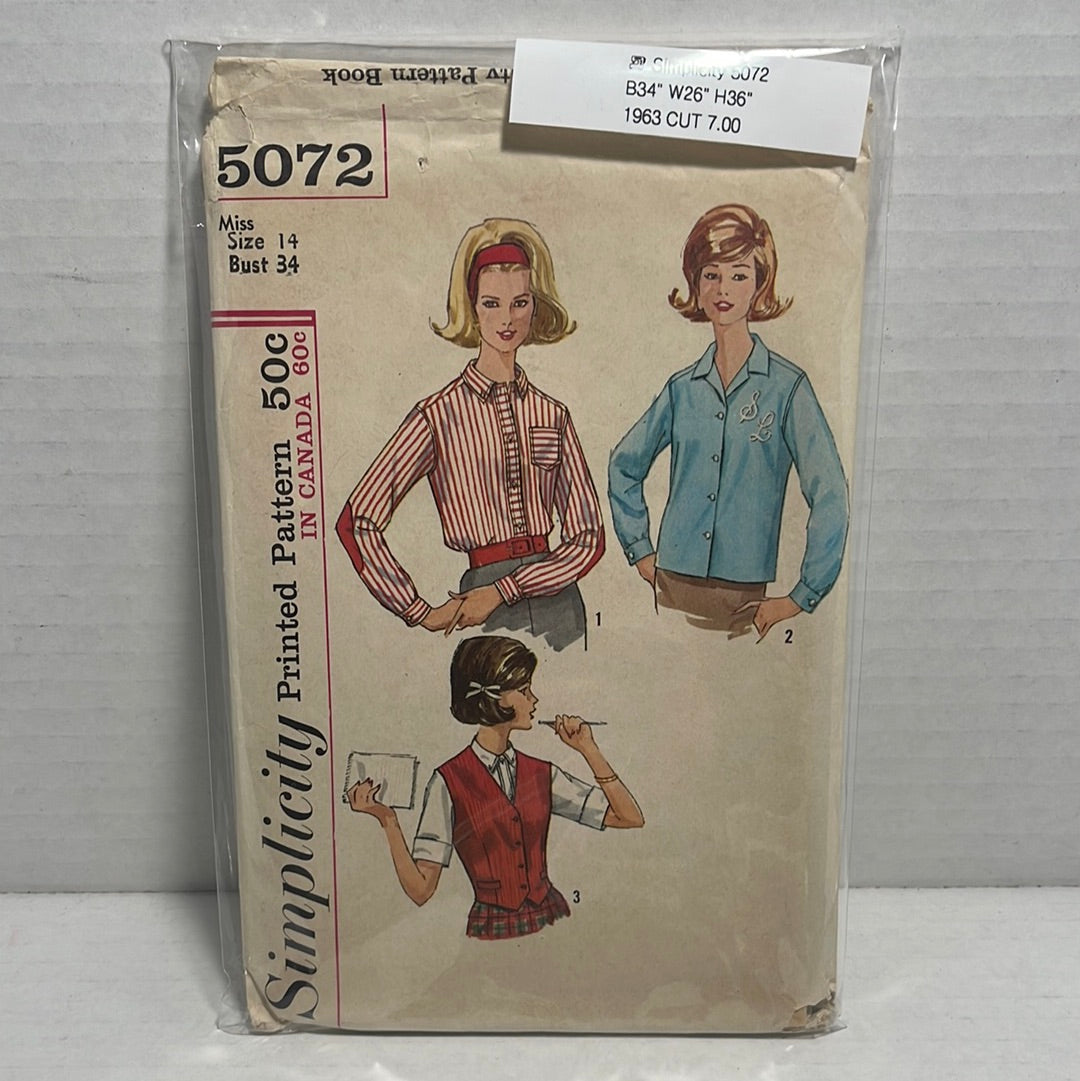 Simplicity 5072
B34" W26" H36"
1963 CUT 7.00
Pattern Book
5072
Miss
Size 14
Bust 34
Simplicity Printed Pattern 50c
IN CANADA 60c
S L
1
2
3